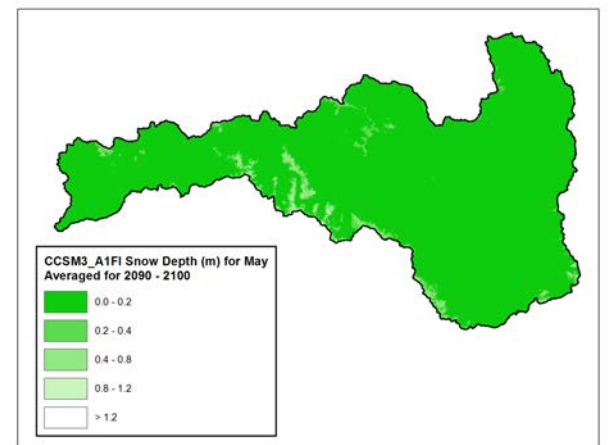 CCSM3_A1FI Snow Depth (m) for May
Averaged for 2090 - 2100
0.0 - 0.2
0.2 - 0.4
0.4 - 0.8
0.8 - 1.2
> 1.2